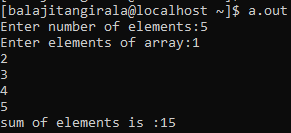 [balajitangirala@localhost ~]$ a.out
Enter number of elements:5
Enter elements of array:1
2
3
4
5
sum of elements is :15